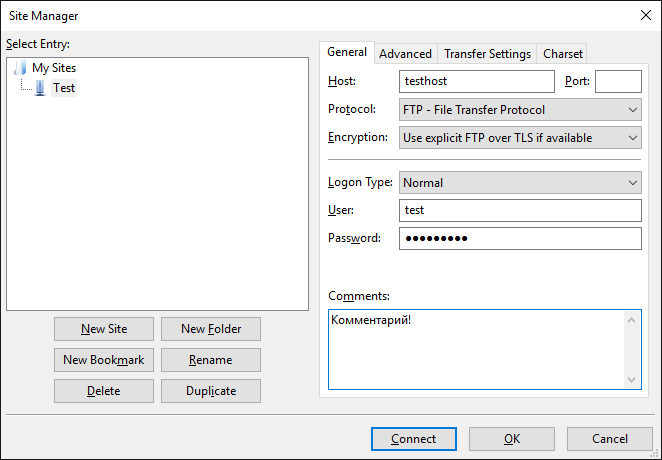 Site Manager
Select Entry:
My Sites
Test
New Site
New Folder
New Bookmark
Rename
Delete
Duplicate
General
Advanced
Transfer Settings
Charset
Host:
testhost
Port:
Protocol:
FTP - File Transfer Protocol
Encryption:
Use explicit FTP over TLS if available
Logon Type:
Normal
User:
test
Password:
●●●●●●●●●
Comments:
Комментарий!
Connect
OK
Cancel